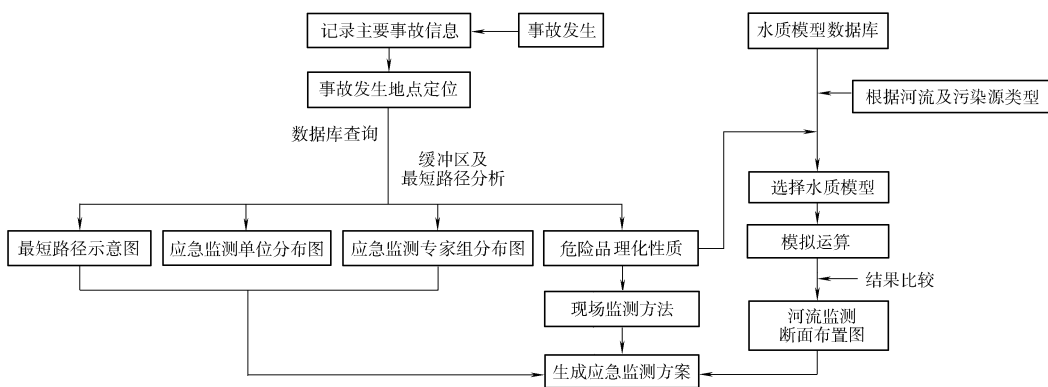 记录主要事故信息
事故发生
水质模型数据库
事故发生地点定位
根据河流及污染源类型
数据库查询
缓冲区及
最短路径分析
选择水质模型
最短路径示意图
应急监测单位分布图
应急监测专家组分布图
危险品理化性质
模拟运算
结果比较
现场监测方法
河流监测
断面布置图
生成应急监测方案